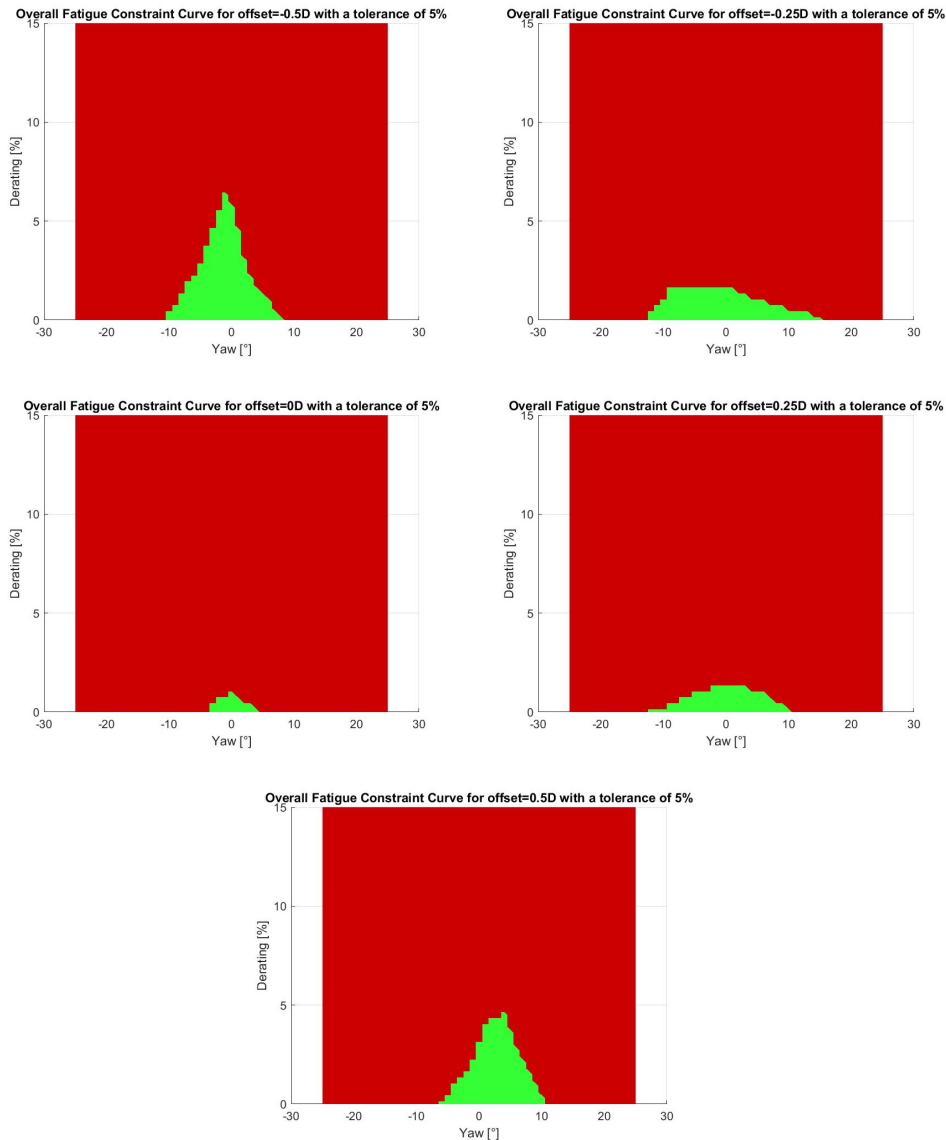 Overall Fatigue Constraint Curve for offset=-0.5D with a tolerance of 5%
15
10
5
0
Derating [%]
-30 -20 -10 0 10 20 30
Yaw [°]
Overall Fatigue Constraint Curve for offset=-0.25D with a tolerance of 5%
15
10
5
0
Derating [%]
-30 -20 -10 0 10 20 30
Yaw [°]
Overall Fatigue Constraint Curve for offset=0D with a tolerance of 5%
15
10
5
0
Derating [%]
-30 -20 -10 0 10 20 30
Yaw [°]
Overall Fatigue Constraint Curve for offset=0.25D with a tolerance of 5%
15
10
5
0
Derating [%]
-30 -20 -10 0 10 20 30
Yaw [°]
Overall Fatigue Constraint Curve for offset=0.5D with a tolerance of 5%
15
10
5
0
Derating [%]
-30 -20 -10 0 10 20 30
Yaw [°]